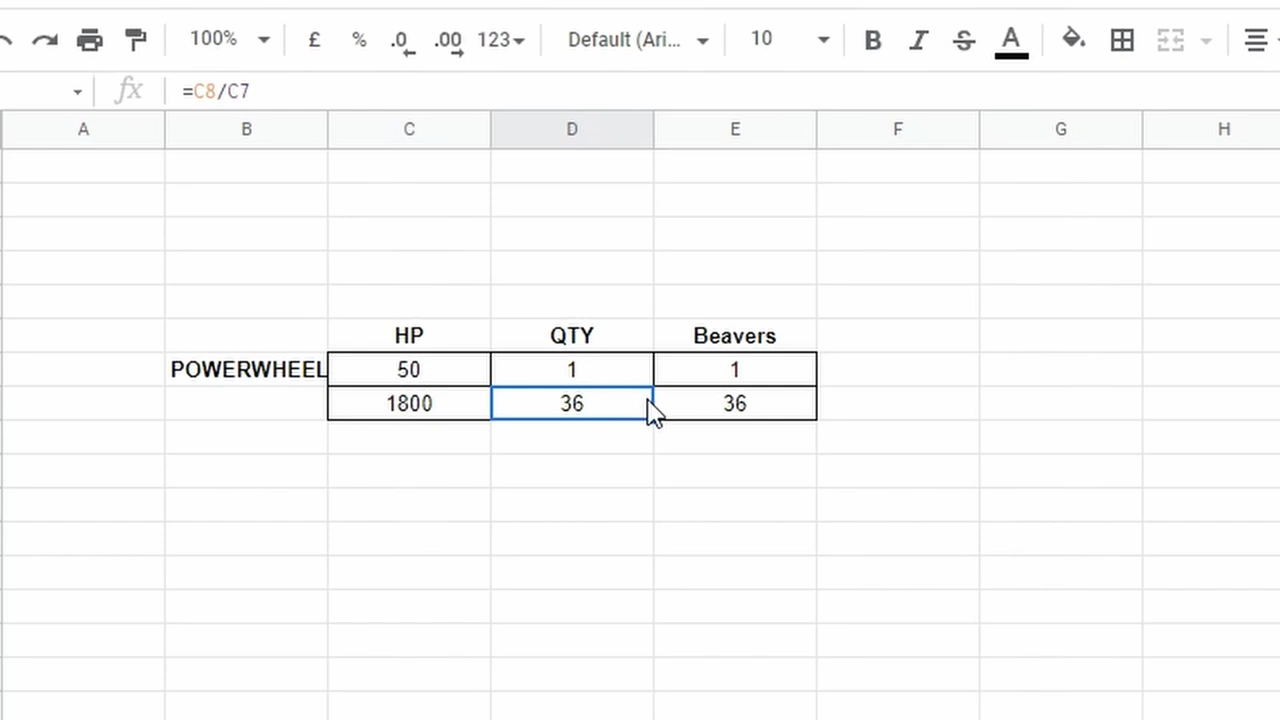 100% £ % .0 .00 123 Default (Ari... 10 B I S A
fx =C8/C7
A B C D E F G H
HP QTY Beavers
POWERWHEEL 50 1 1
1800 36 36